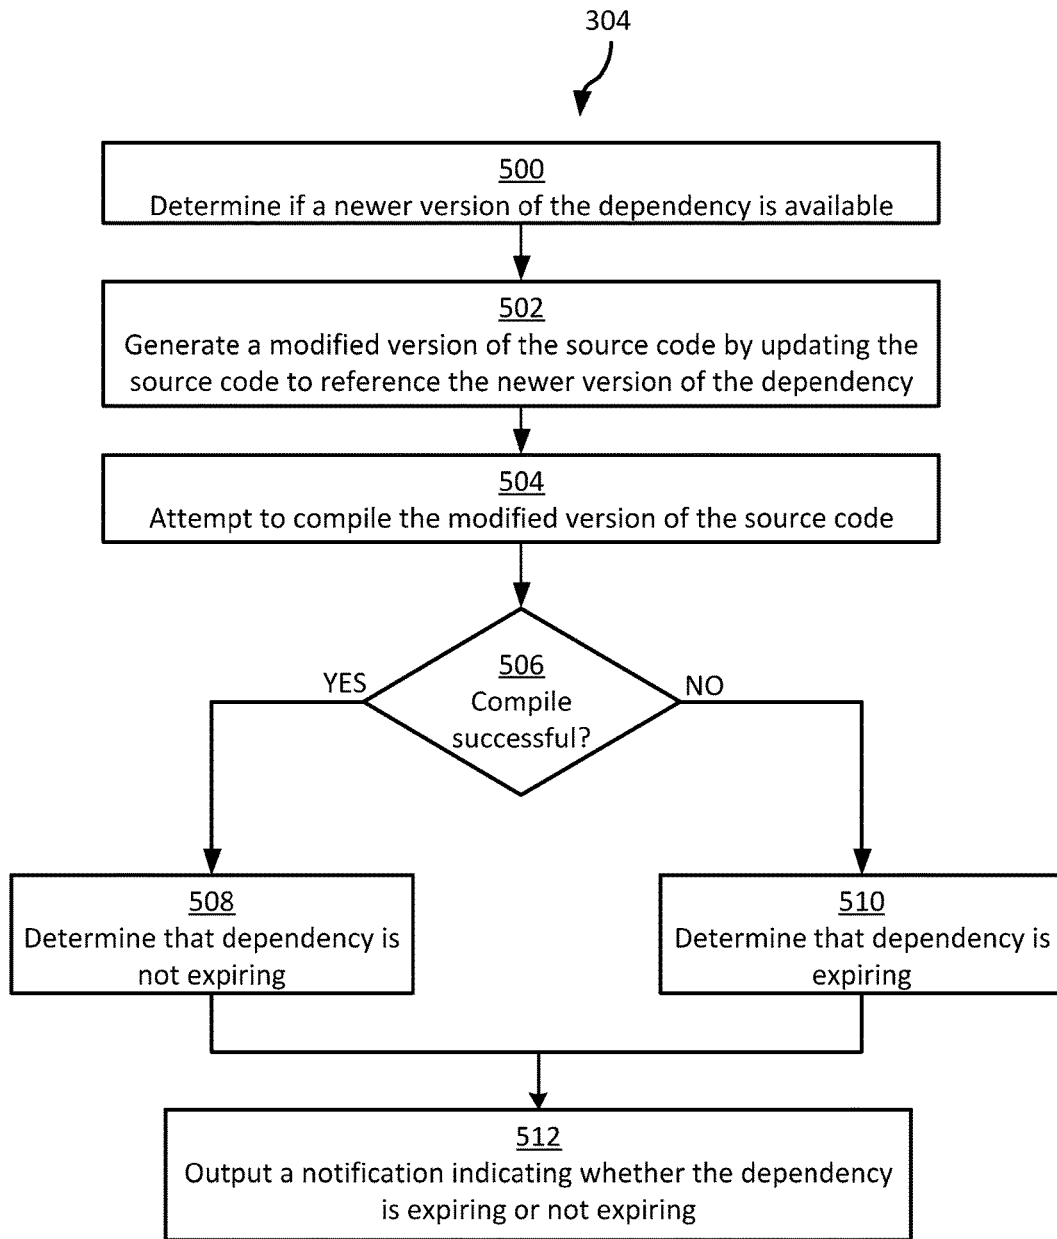 304
500
Determine if a newer version of the dependency is available
502
Generate a modified version of the source code by updating the
source code to reference the newer version of the dependency
504
Attempt to compile the modified version of the source code
506
YES
NO
Compile
successful?
508
Determine that dependency is
not expiring
510
Determine that dependency is
expiring
512
Output a notification indicating whether the dependency
is expiring or not expiring